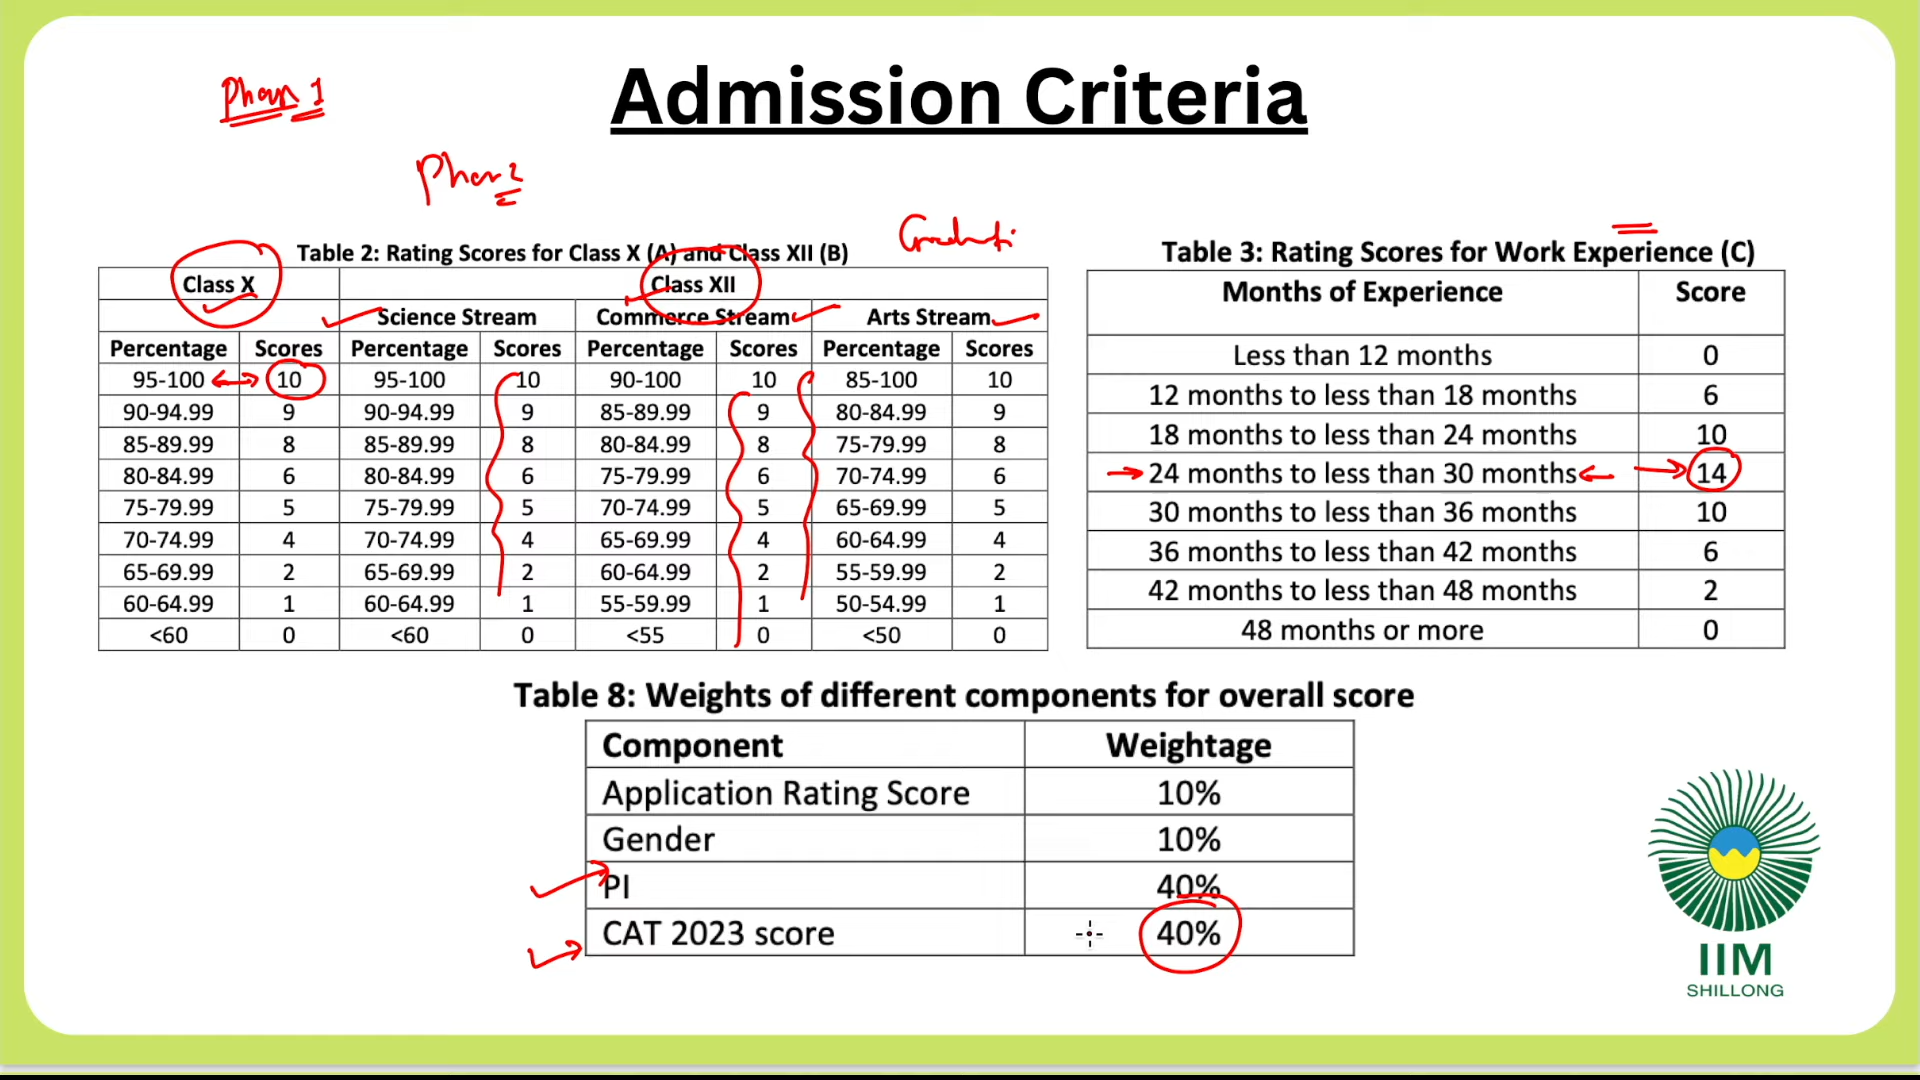 Admission Criteria
Phase 1
Phase 2
Graduati
Table 2: Rating Scores for Class X (A) and Class XII (B)
Class X Class XII
Science Stream Commerce Stream Arts Stream
Percentage Scores Percentage Scores Percentage Scores Percentage Scores
95-100 10 95-100 10 90-100 10 85-100 10
90-94.99 9 90-94.99 9 85-89.99 9 80-84.99 9
85-89.99 8 85-89.99 8 80-84.99 8 75-79.99 8
80-84.99 6 80-84.99 6 75-79.99 6 70-74.99 6
75-79.99 5 75-79.99 5 70-74.99 5 65-69.99 5
70-74.99 4 70-74.99 4 65-69.99 4 60-64.99 4
65-69.99 2 65-69.99 2 60-64.99 2 55-59.99 2
60-64.99 1 60-64.99 1 55-59.99 1 50-54.99 1
<60 0 <60 0 <55 0 <50 0
Table 3: Rating Scores for Work Experience (C)
Months of Experience Score
Less than 12 months 0
12 months to less than 18 months 6
18 months to less than 24 months 10
24 months to less than 30 months 14
30 months to less than 36 months 10
36 months to less than 42 months 6
42 months to less than 48 months 2
48 months or more 0
Table 8: Weights of different components for overall score
Component Weightage
Application Rating Score 10%
Gender 10%
PI 40%
CAT 2023 score 40%
IIM
SHILLONG